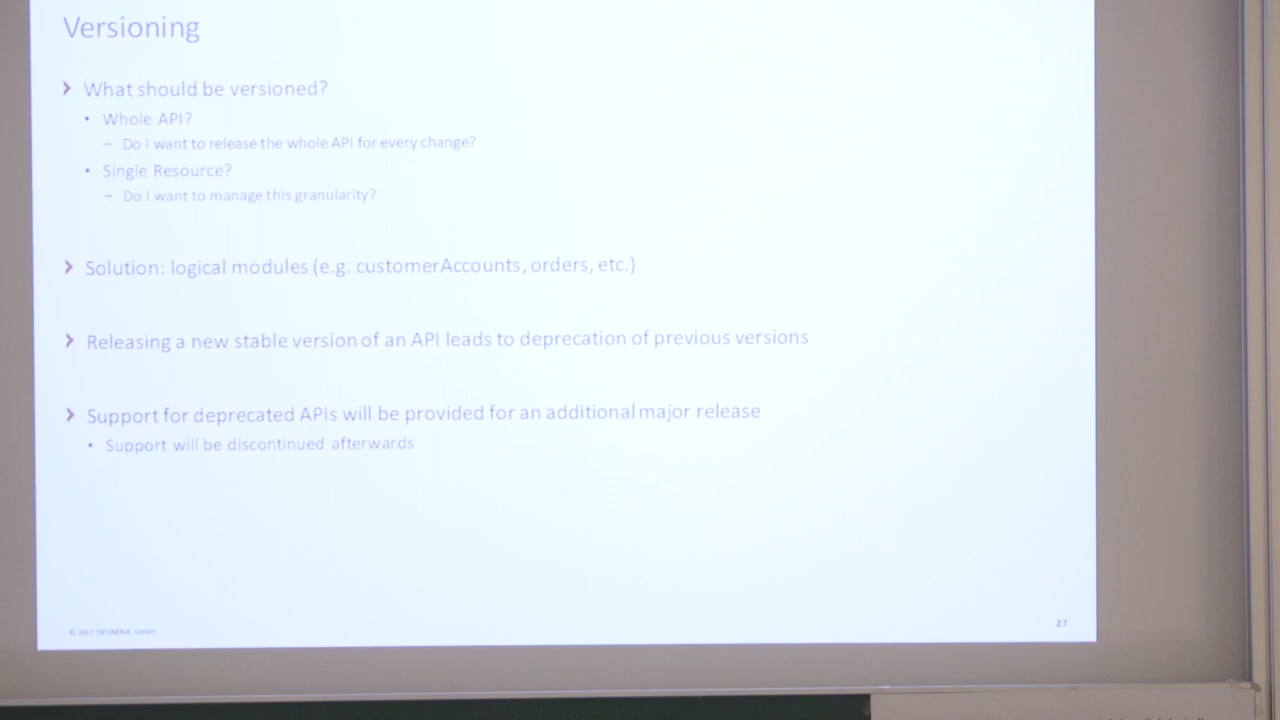 Versioning
What should be versioned?
Whole API?
Do I want to release the whole API for every change?
Single Resource?
Do I want to manage this granularity?
Solution: logical modules (e.g. customerAccounts, orders, etc.)
Releasing a new stable version of an API leads to deprecation of previous versions
Support for deprecated APIs will be provided for an additional major release
Support will be discontinued afterwards
© 2017 INFONOVA GmbH
27